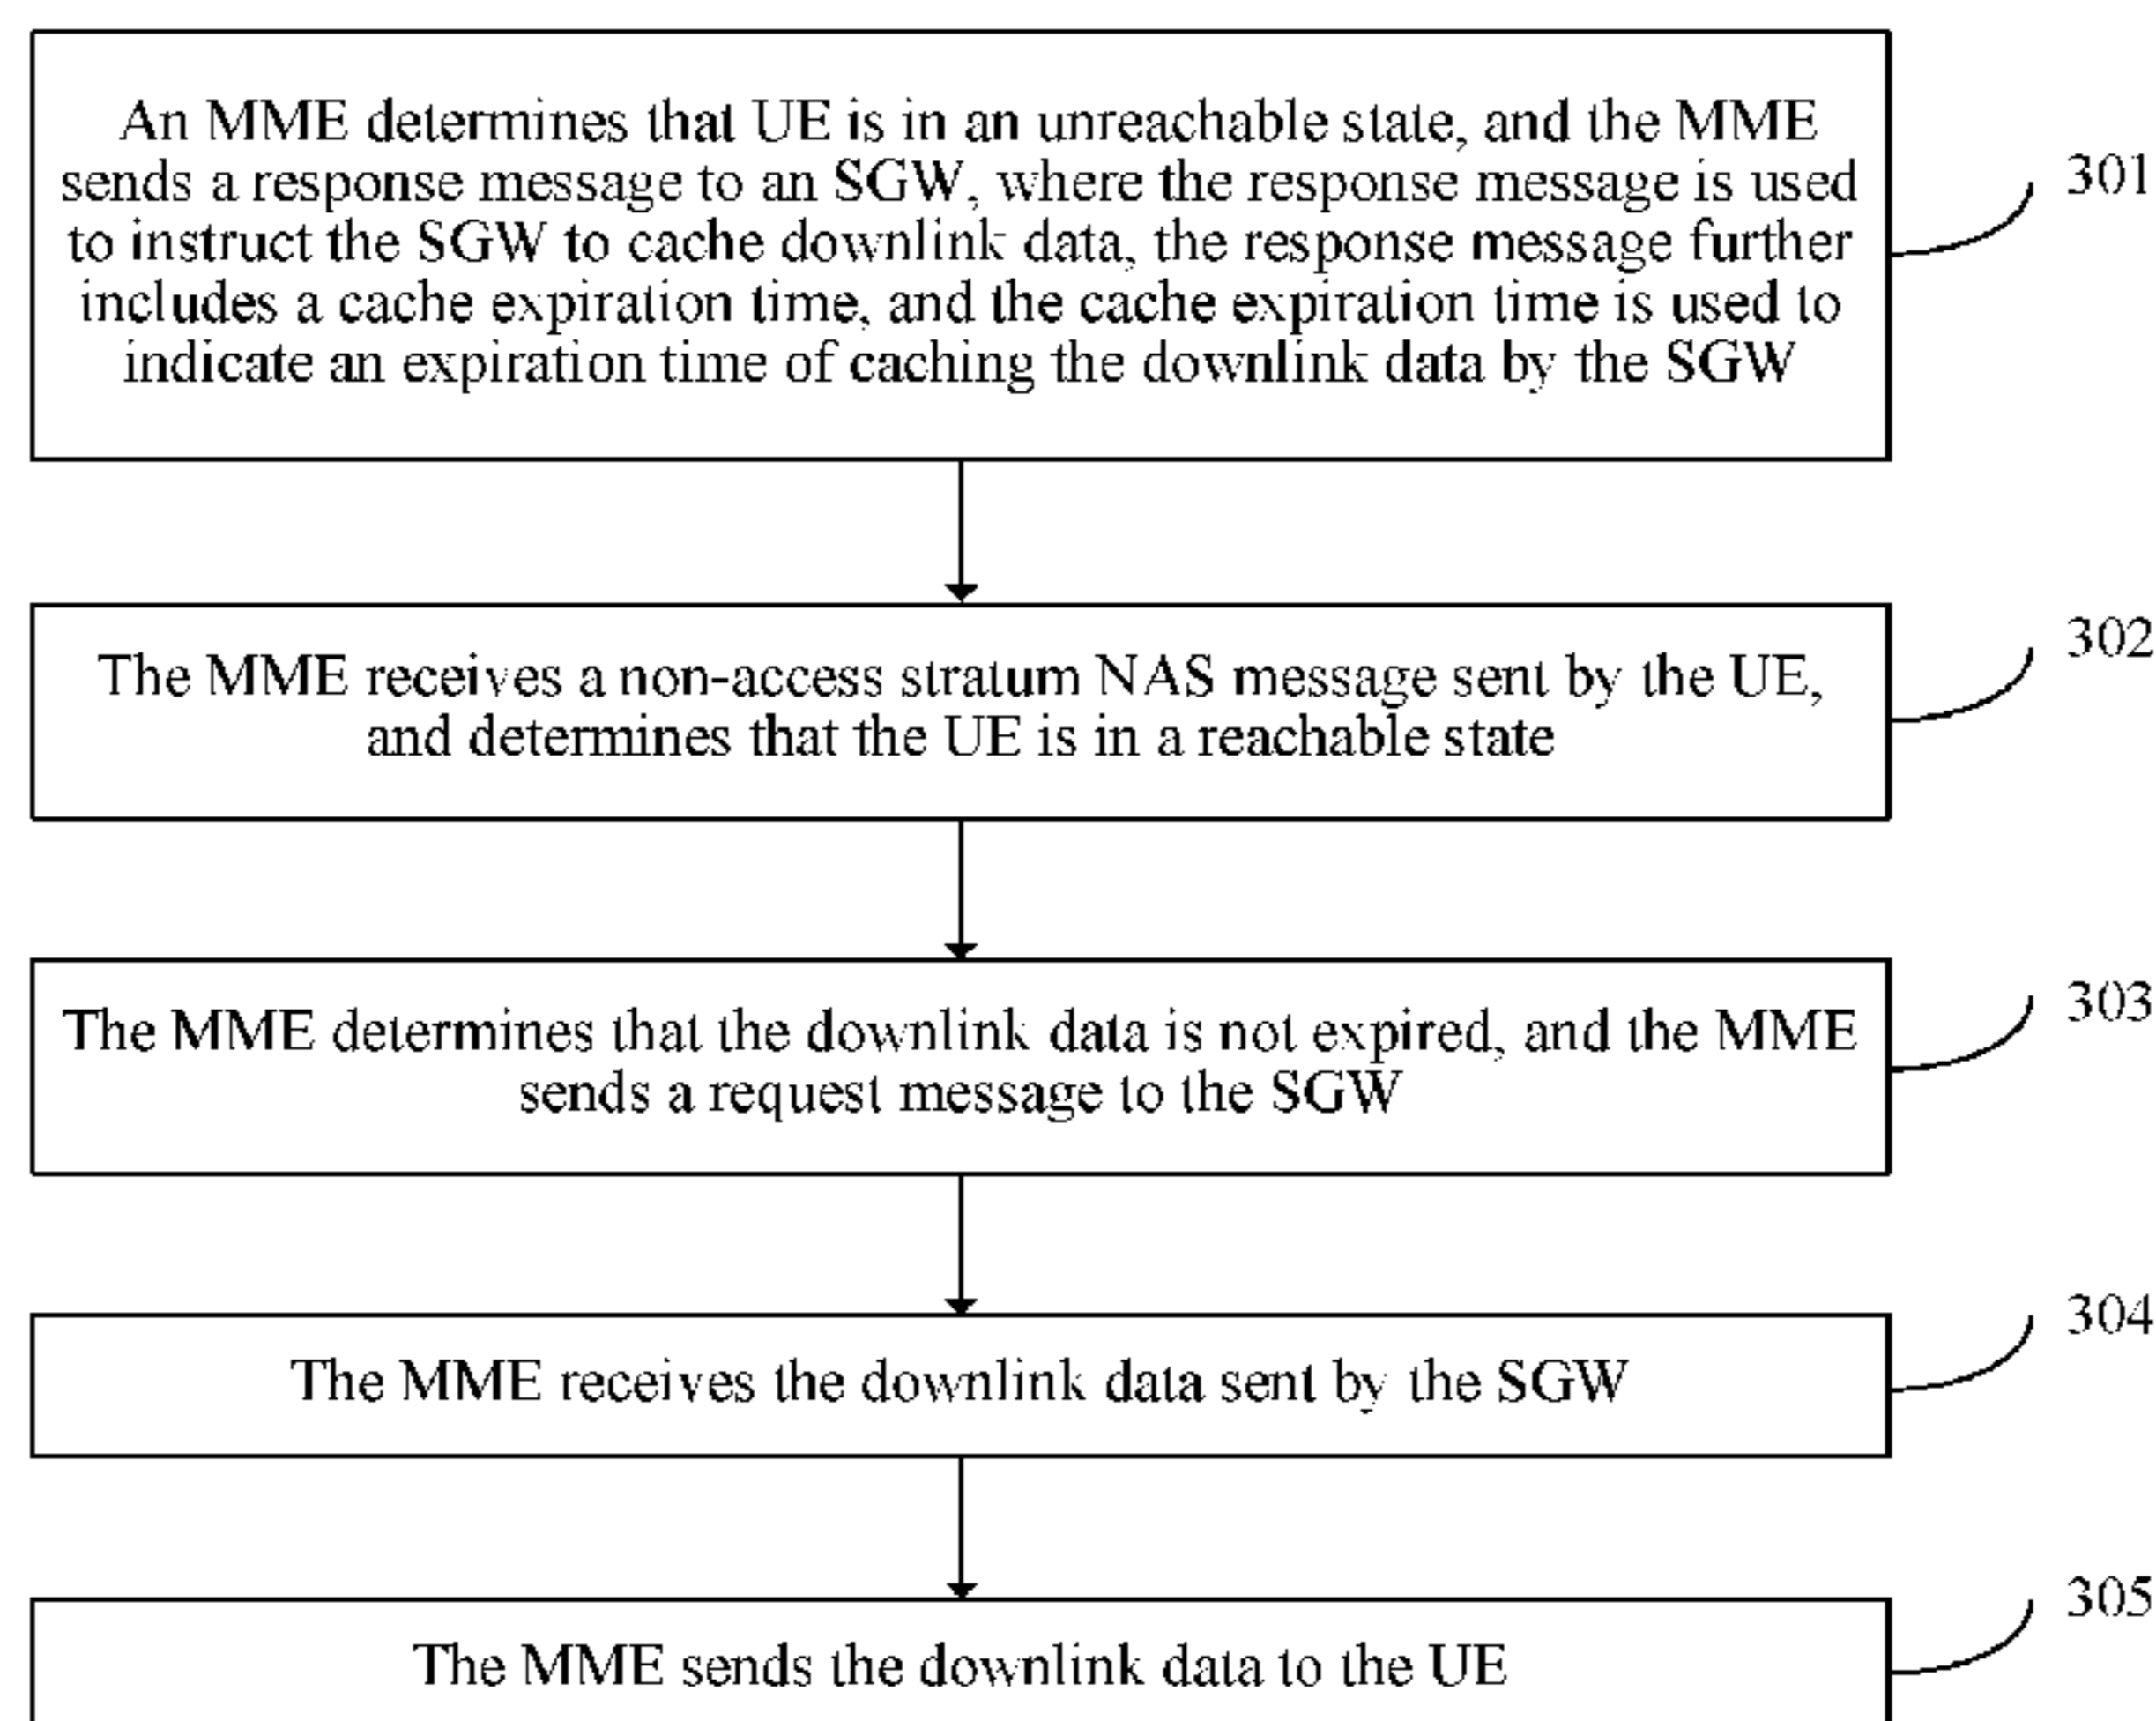 An MME determines that UE is in an unreachable state, and the MME
sends a response message to an SGW, where the response message is used
to instruct the SGW to cache downlink data, the response message further
includes a cache expiration time, and the cache expiration time is used to
indicate an expiration time of caching the downlink data by the SGW
301
The MME receives a non-access stratum NAS message sent by the UE,
and determines that the UE is in a reachable state
302
The MME determines that the downlink data is not expired, and the MME
sends a request message to the SGW
303
The MME receives the downlink data sent by the SGW
304
The MME sends the downlink data to the UE
305